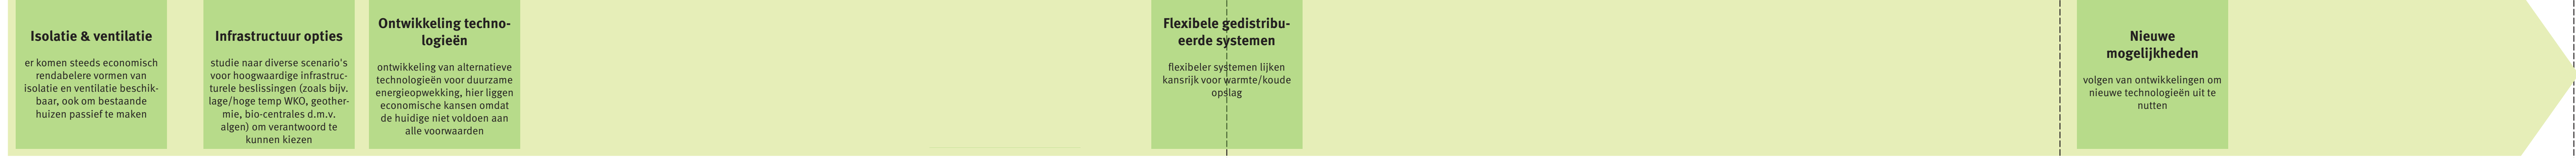 Isolatie & ventilatie
er komen steeds economisch
rendabelere vormen van
isolatie en ventilatie beschik-
baar, ook om bestaande
huizen passief te maken
Infrastructuur opties
studie naar diverse scenario's
voor hoogwaardige infrastruc-
turele beslissingen (zoals bijv.
lage/hoge temp WKO, geother-
mie, bio-centrales d.m.v.
algen) om verantwoord te
kunnen kiezen
Ontwikkeling techno-
logieën
ontwikkeling van alternatieve
technologieën voor duurzame
energieopwekking, hier liggen
economische kansen omdat
de huidige niet voldoen aan
alle voorwaarden
Flexibele gedistribu-
eerde systemen
flexibeler systemen lijken
kansrijk voor warmte/koude
opslag
Nieuwe
mogelijkheden
volgen van ontwikkelingen om
nieuwe technologieën uit te
nutten